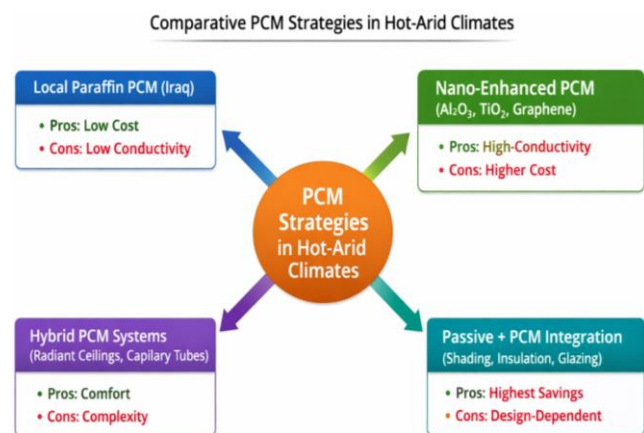 Comparative PCM Strategies in Hot-Arid Climates
Local Paraffin PCM (Iraq)
• Pros: Low Cost
• Cons: Low Conductivity
Nano-Enhanced PCM
(Al₂O₃, TiO₂, Graphene)
• Pros: High-Conductivity
• Cons: Higher Cost
PCM
Strategies
in Hot-Arid
Climates
Hybrid PCM Systems
(Radiant Ceilings, Capilary Tubes)
• Pros: Comfort
• Cons: Complexity
Passive + PCM Integration
(Shading, Insulation, Glazing)
• Pros: Highest Savings
• Cons: Design-Dependent